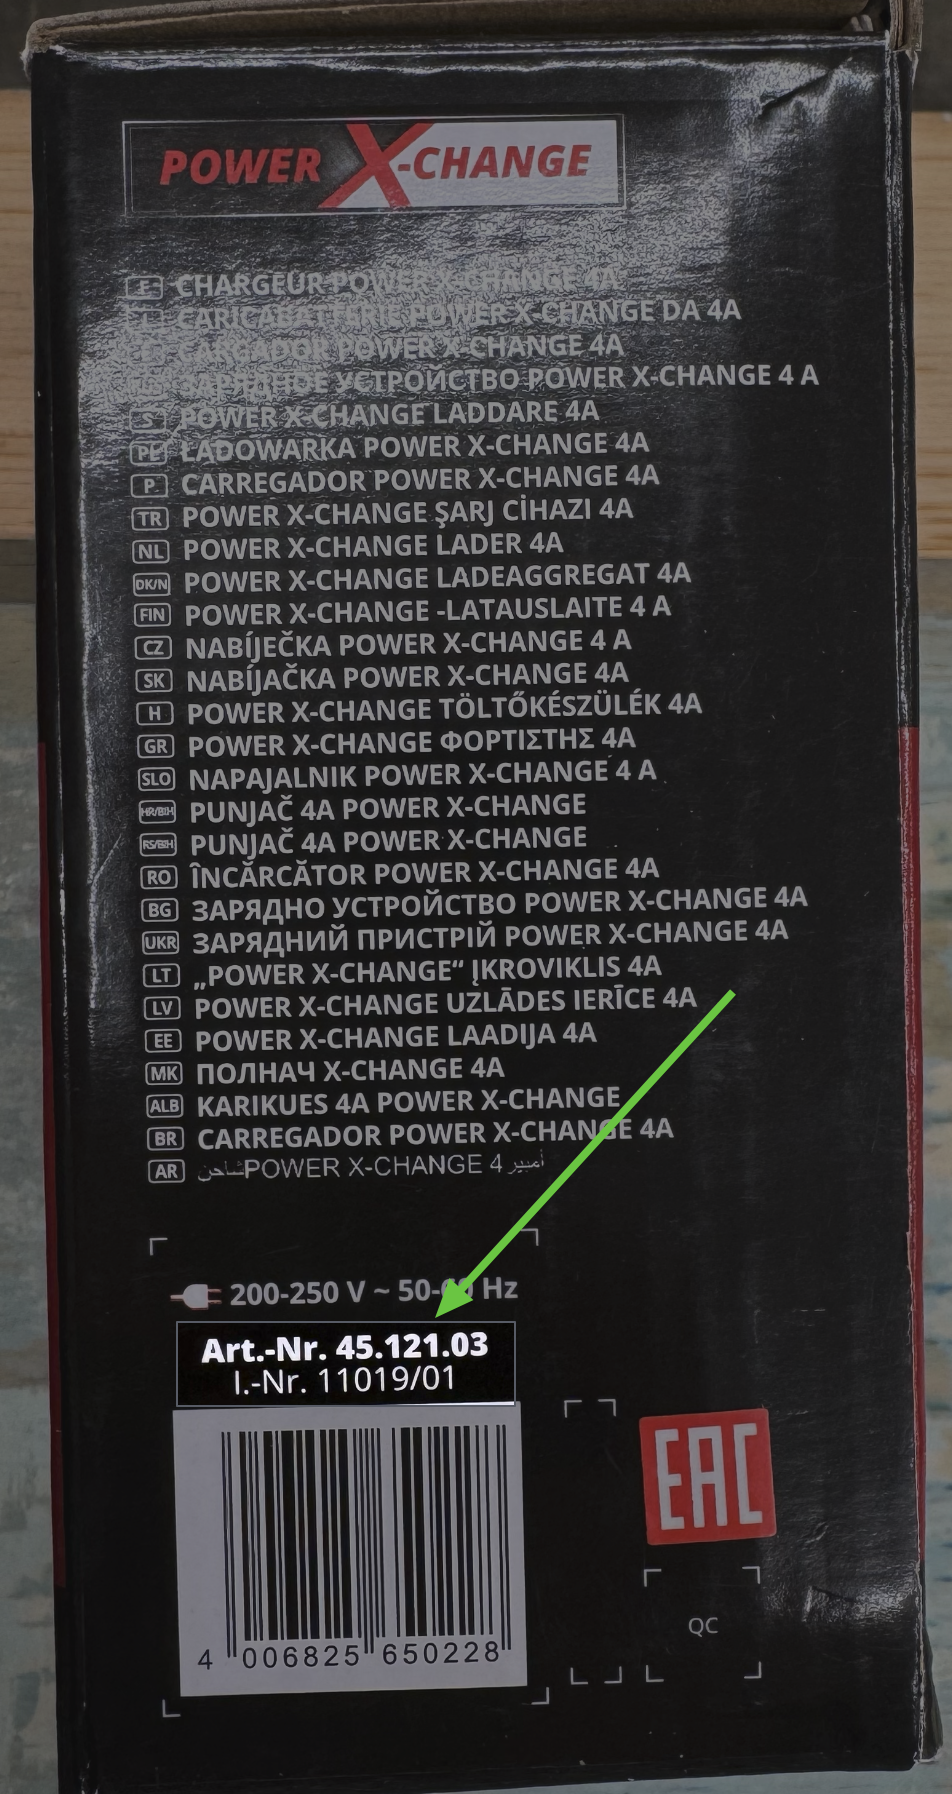 POWER X-CHANGE
F CHARGEUR POWER X-CHANGE 4A
I CARICABATTERIE POWER X-CHANGE DA 4A
CARGADOR POWER X-CHANGE 4A
ЗАРЯДНОЕ УСТРОЙСТВО POWER X-CHANGE 4 A
S POWER X-CHANGE LADDARE 4A
PL ŁADOWARKA POWER X-CHANGE 4A
P CARREGADOR POWER X-CHANGE 4A
TR POWER X-CHANGE ŞARJ CİHAZI 4A
NL POWER X-CHANGE LADER 4A
DK/N POWER X-CHANGE LADEAGGREGAT 4A
FIN POWER X-CHANGE -LATAUSLAITE 4 A
CZ NABÍJEČKA POWER X-CHANGE 4 A
SK NABÍJAČKA POWER X-CHANGE 4A
H POWER X-CHANGE TÖLTŐKÉSZÜLÉK 4A
GR POWER X-CHANGE ΦΟΡΤΙΣΤΗΣ 4A
SLO NAPAJALNIK POWER X-CHANGE 4 A
HR/BIH PUNJAČ 4A POWER X-CHANGE
RS/BIH PUNJAČ 4A POWER X-CHANGE
RO ÎNCĂRCĂTOR POWER X-CHANGE 4A
BG ЗАРЯДНО УСТРОЙСТВО POWER X-CHANGE 4A
UKR ЗАРЯДНИЙ ПРИСТРІЙ POWER X-CHANGE 4A
LT „POWER X-CHANGE“ ĮKROVIKLIS 4A
LV POWER X-CHANGE UZLĀDES IERĪCE 4A
EE POWER X-CHANGE LAADIJA 4A
MK ПОЛНАЧ X-CHANGE 4A
ALB KARIKUES 4A POWER X-CHANGE
BR CARREGADOR POWER X-CHANGE 4A
AR شاحن POWER X-CHANGE 4 أمبير
200-250 V ~ 50-60 Hz
Art.-Nr. 45.121.03
I.-Nr. 11019/01
EAC
QC
4 006825 650228